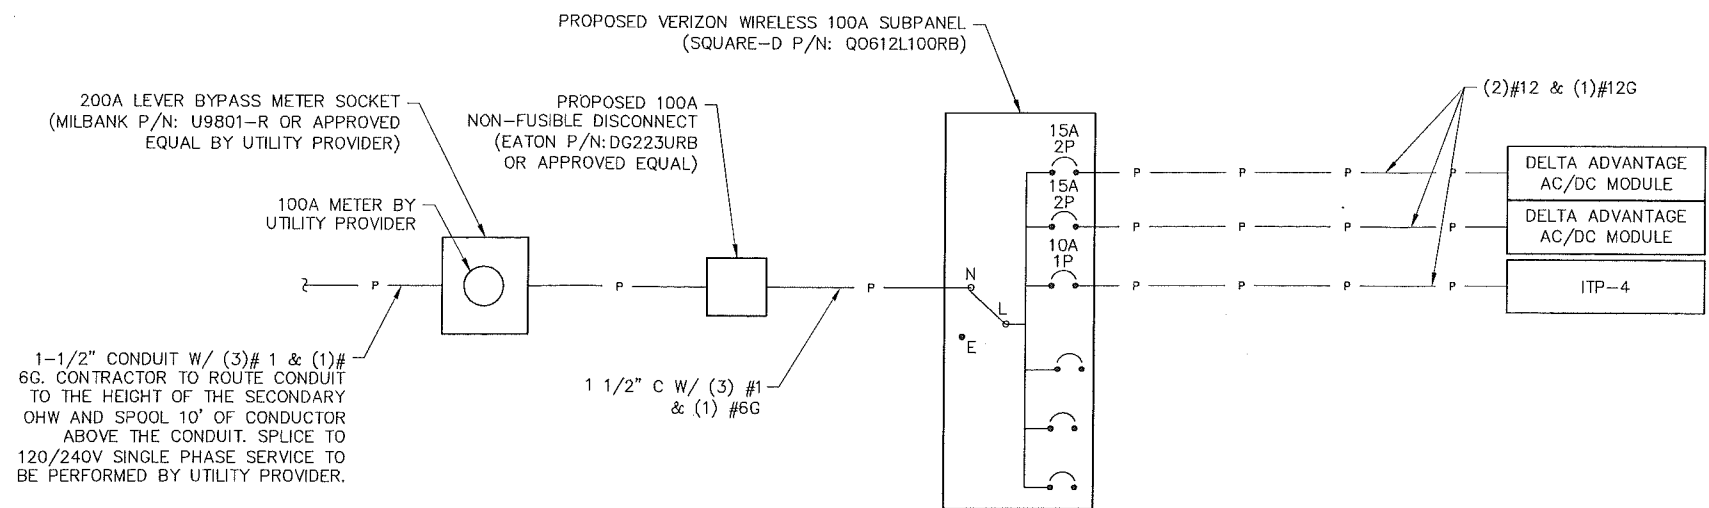 PROPOSED VERIZON WIRELESS 100A SUBPANEL
(SQUARE-D P/N: QO612L100RB)
200A LEVER BYPASS METER SOCKET
(MILBANK P/N: U9801-R OR APPROVED
EQUAL BY UTILITY PROVIDER)
PROPOSED 100A
NON-FUSIBLE DISCONNECT
(EATON P/N: DG223URB
OR APPROVED EQUAL)
(2)#12 & (1)#12G
100A METER BY
UTILITY PROVIDER
15A
2P
P P P P
DELTA ADVANTAGE
AC/DC MODULE
15A
2P
P P P P
DELTA ADVANTAGE
AC/DC MODULE
10A
1P
P P P P
ITP-4
P P P
N
L
E
1-1/2" CONDUIT W/ (3)# 1 & (1)#
6G. CONTRACTOR TO ROUTE CONDUIT
TO THE HEIGHT OF THE SECONDARY
OHW AND SPOOL 10' OF CONDUCTOR
ABOVE THE CONDUIT. SPLICE TO
120/240V SINGLE PHASE SERVICE TO
BE PERFORMED BY UTILITY PROVIDER.
1 1/2" C W/ (3) #1
& (1) #6G